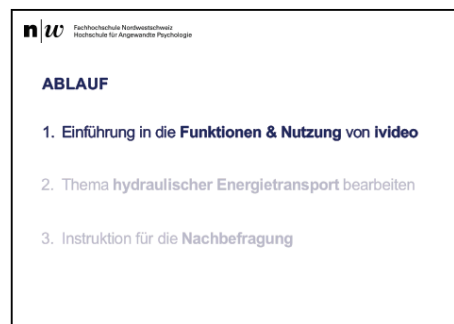 n|w Fachhochschule Nordwestschweiz
Hochschule für Angewandte Psychologie
ABLAUF
1. Einführung in die Funktionen & Nutzung von ivideo
2. Thema hydraulischer Energietransport bearbeiten
3. Instruktion für die Nachbefragung